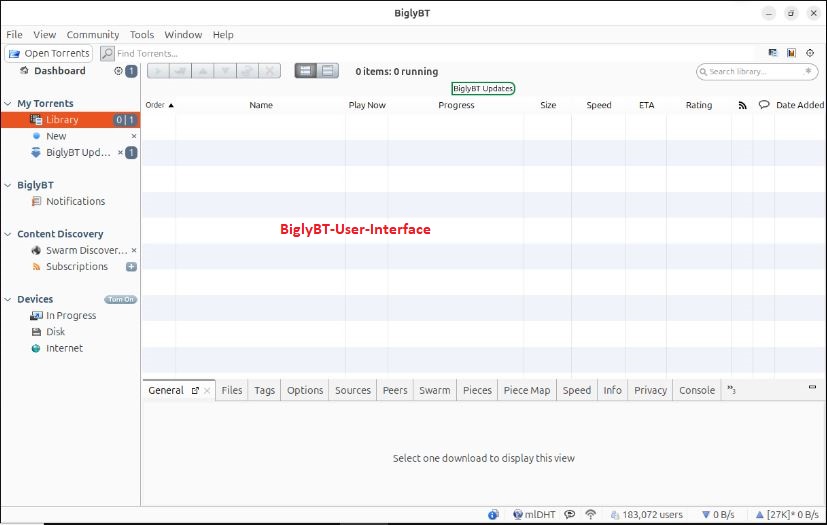 BiglyBT
File View Community Tools Window Help
Open Torrents Find Torrents...
Dashboard 1 0 items: 0 running Search library...
BiglyBT Updates
My Torrents
Order Name Play Now Progress Size Speed ETA Rating Date Added
Library 0 | 1
New
BiglyBT Upd... 1
BiglyBT
Notifications
BiglyBT-User-Interface
Content Discovery
Swarm Discover...
Subscriptions
Devices Turn On
In Progress
Disk
Internet
General Files Tags Options Sources Peers Swarm Pieces Piece Map Speed Info Privacy Console »3
Select one download to display this view
mlDHT 183,072 users 0 B/s [27K]* 0 B/s